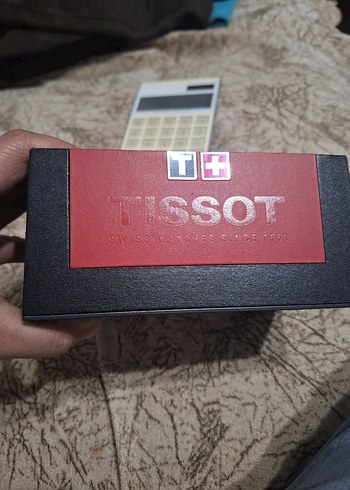 T+
TISSOT
SWISS WATCHES SINCE 1853